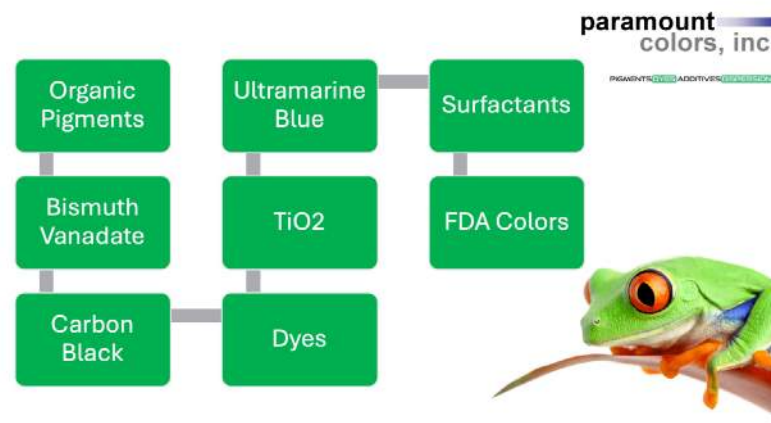 paramount
colors, inc
PIGMENTS DYES ADDITIVES DISPERSION
Organic
Pigments
Bismuth
Vanadate
Carbon
Black
Dyes
TiO2
Ultramarine
Blue
Surfactants
FDA Colors